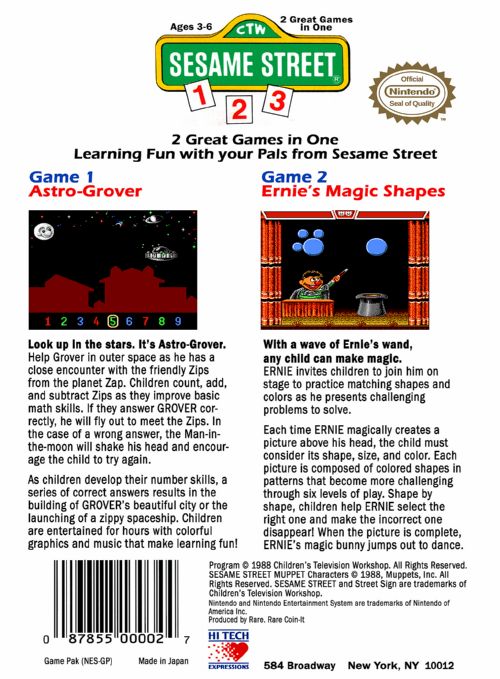 Ages 3-6
2 Great Games
in One
CTW
SESAME STREET®
1 2 3
Official
Nintendo®
Seal of Quality
TM
2 Great Games in One
Learning Fun with your Pals from Sesame Street
Game 1
Astro-Grover
1 2 3 4 5 6 7 8 9
Look up in the stars. It's Astro-Grover.
Help Grover in outer space as he has a
close encounter with the friendly Zips
from the planet Zap. Children count, add,
and subtract Zips as they improve basic
math skills. If they answer GROVER cor-
rectly, he will fly out to meet the Zips. In
the case of a wrong answer, the Man-in-
the-moon will shake his head and encour-
age the child to try again.
As children develop their number skills, a
series of correct answers results in the
building of GROVER's beautiful city or the
launching of a zippy spaceship. Children
are entertained for hours with colorful
graphics and music that make learning fun!
Game 2
Ernie's Magic Shapes
With a wave of Ernie's wand,
any child can make magic.
ERNIE invites children to join him on
stage to practice matching shapes and
colors as he presents challenging
problems to solve.
Each time ERNIE magically creates a
picture above his head, the child must
consider its shape, size, and color. Each
picture is composed of colored shapes in
patterns that become more challenging
through six levels of play. Shape by
shape, children help ERNIE select the
right one and make the incorrect one
disappear! When the picture is complete,
ERNIE's magic bunny jumps out to dance.
0 87855 00002 7
Game Pak (NES-GP) Made in Japan
Program © 1988 Children's Television Workshop. All Rights Reserved.
SESAME STREET MUPPET Characters © 1988, Muppets, Inc. All
Rights Reserved. SESAME STREET and Street Sign are trademarks of
Children's Television Workshop.
Nintendo and Nintendo Entertainment System are trademarks of Nintendo of
America Inc.
Produced by Rare. Rare Coin-It
HI TECH
EXPRESSIONS
584 Broadway New York, NY 10012